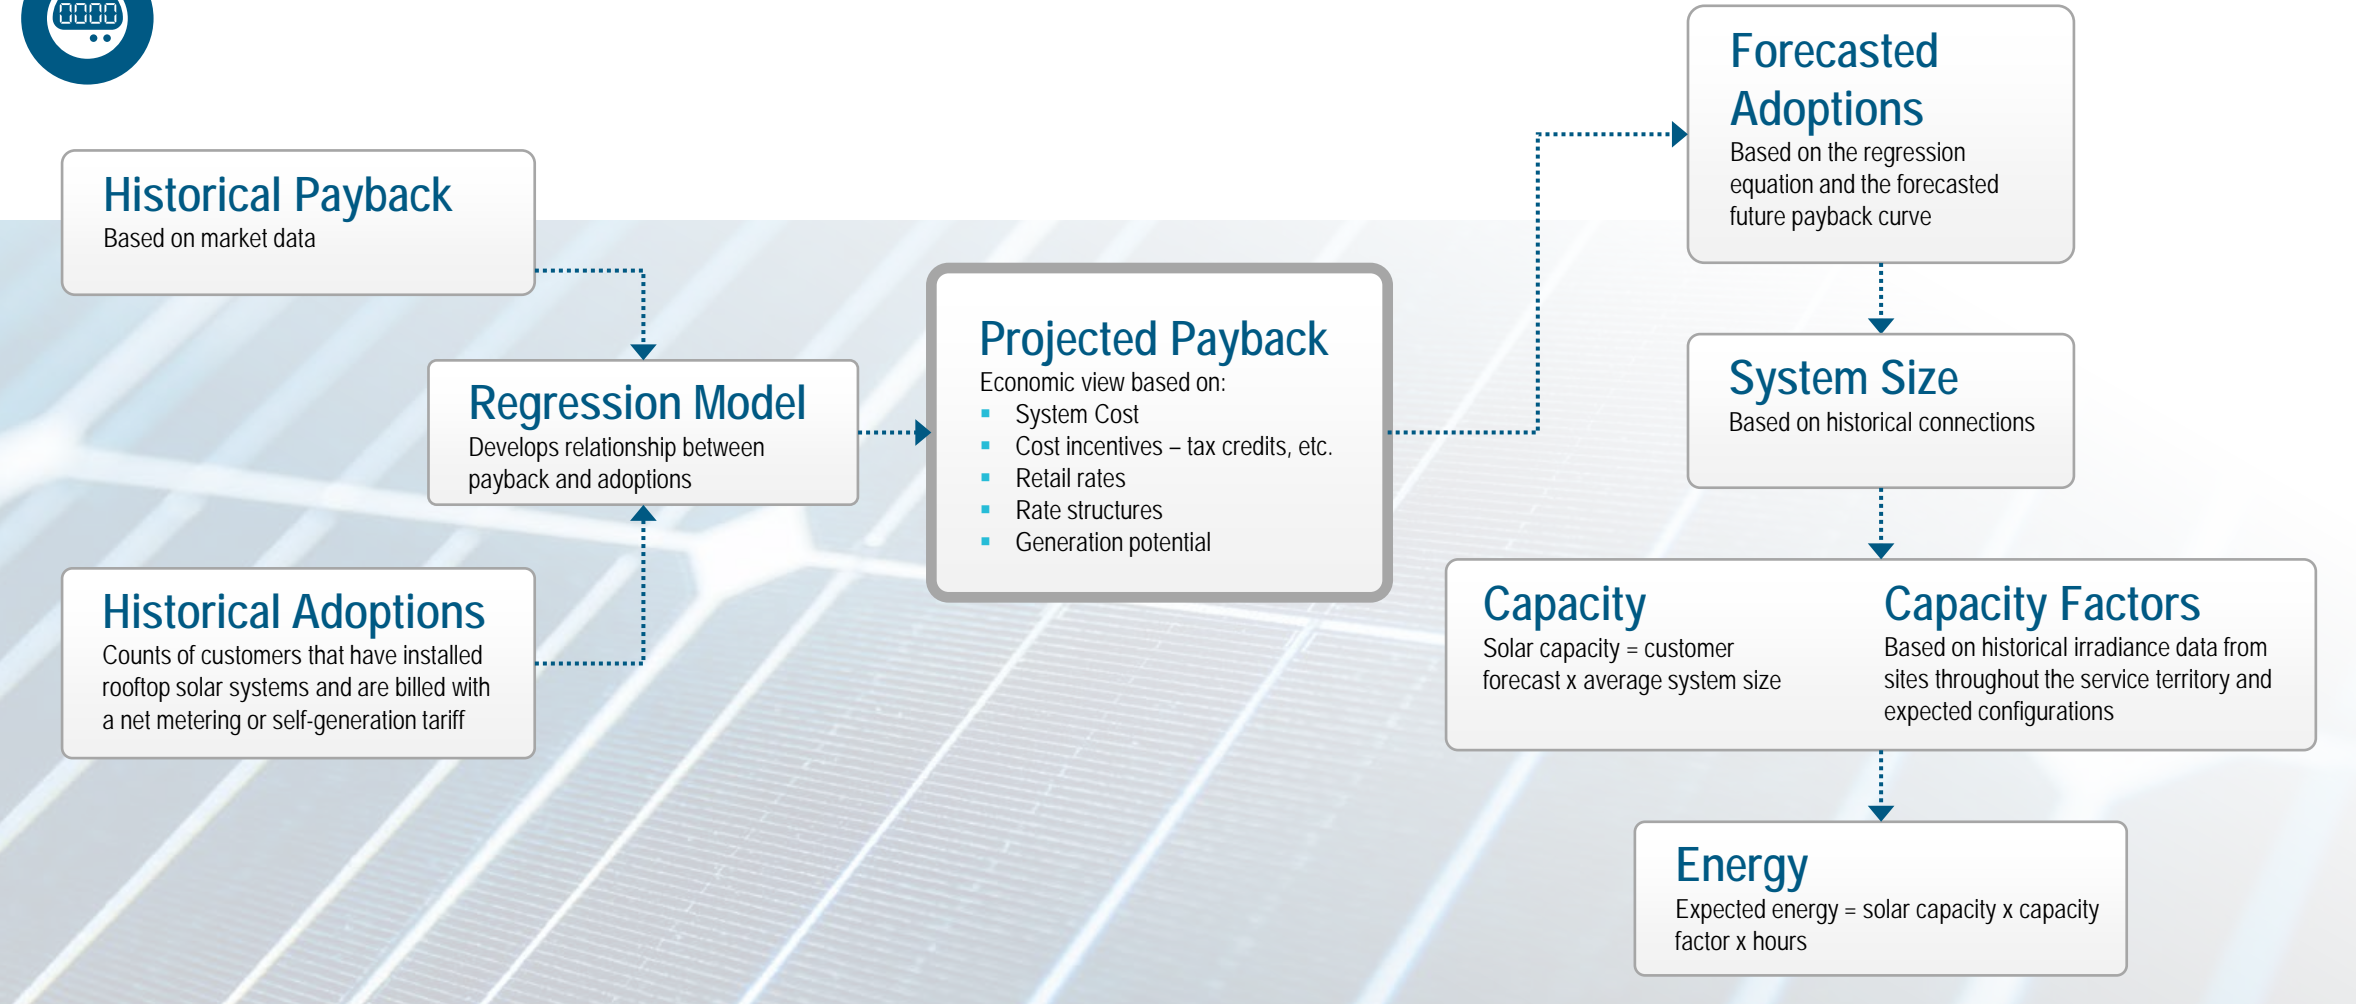 8888
Historical Payback
Based on market data
Regression Model
Develops relationship between
payback and adoptions
Historical Adoptions
Counts of customers that have installed
rooftop solar systems and are billed with
a net metering or self-generation tariff
Projected Payback
Economic view based on:
▪ System Cost
▪ Cost incentives – tax credits, etc.
▪ Retail rates
▪ Rate structures
▪ Generation potential
Forecasted
Adoptions
Based on the regression
equation and the forecasted
future payback curve
System Size
Based on historical connections
Capacity
Solar capacity = customer
forecast x average system size
Capacity Factors
Based on historical irradiance data from
sites throughout the service territory and
expected configurations
Energy
Expected energy = solar capacity x capacity
factor x hours